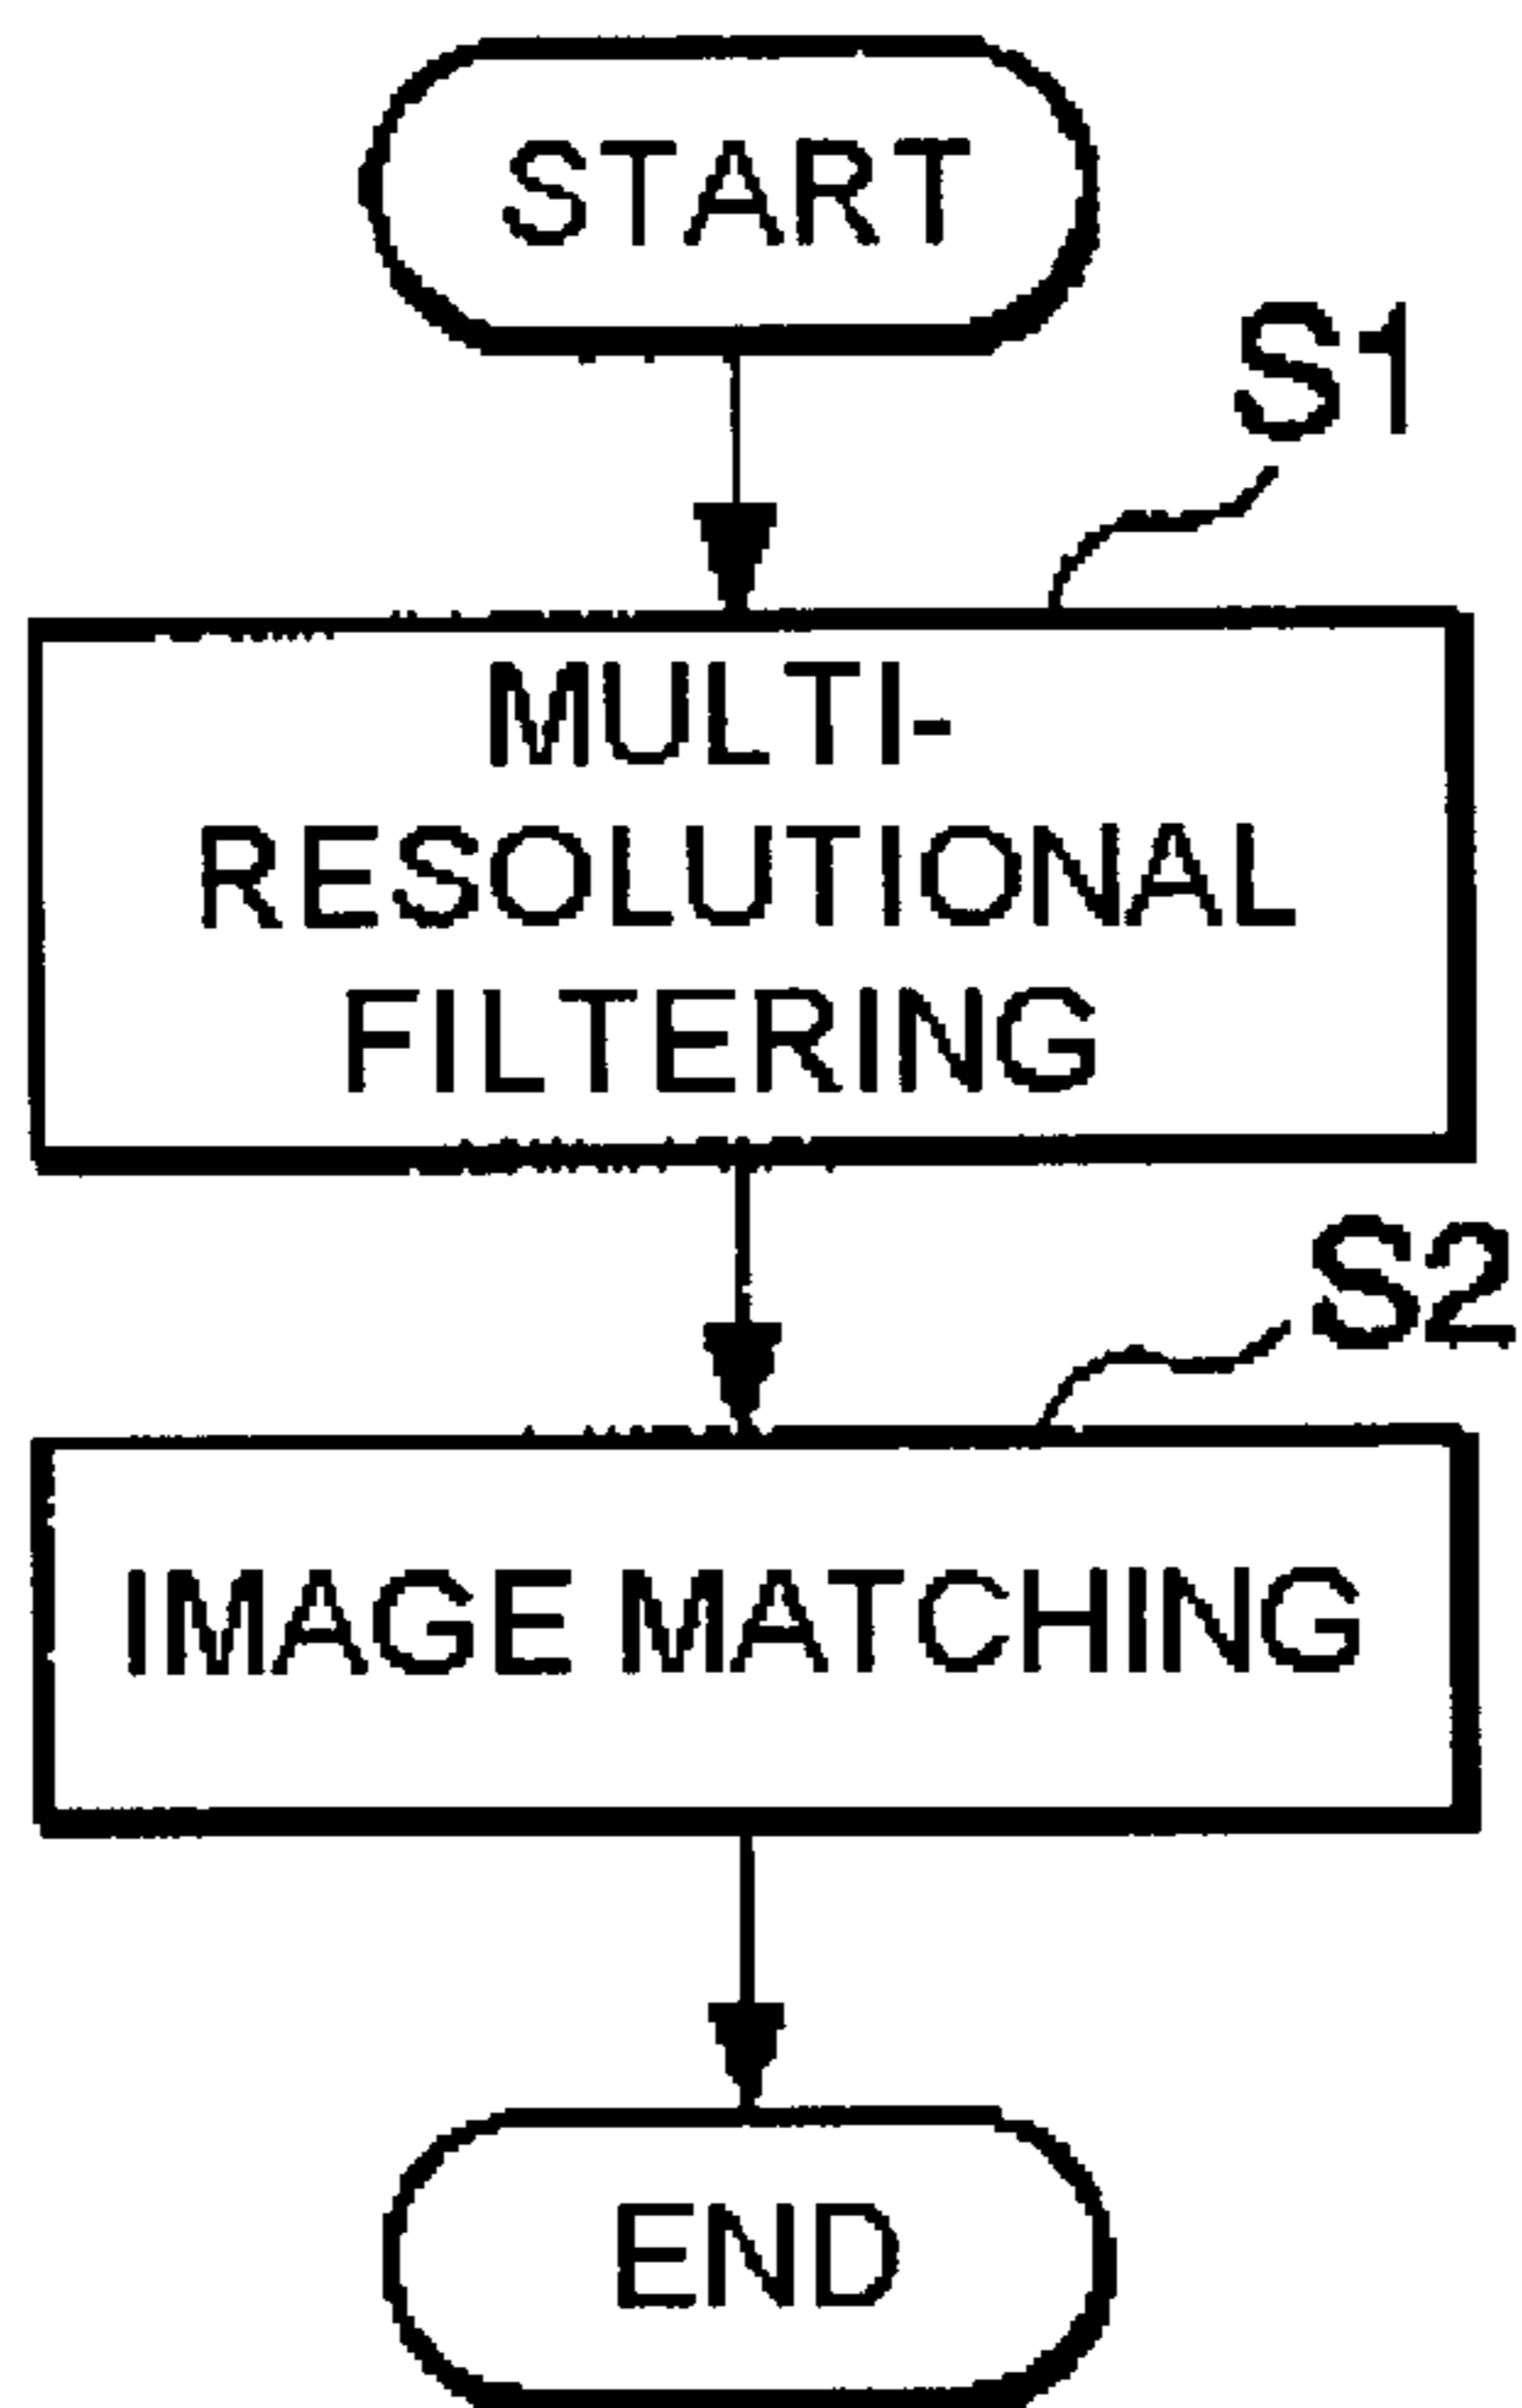 START
S1
MULTI-
RESOLUTIONAL
FILTERING
S2
IMAGE MATCHING
END